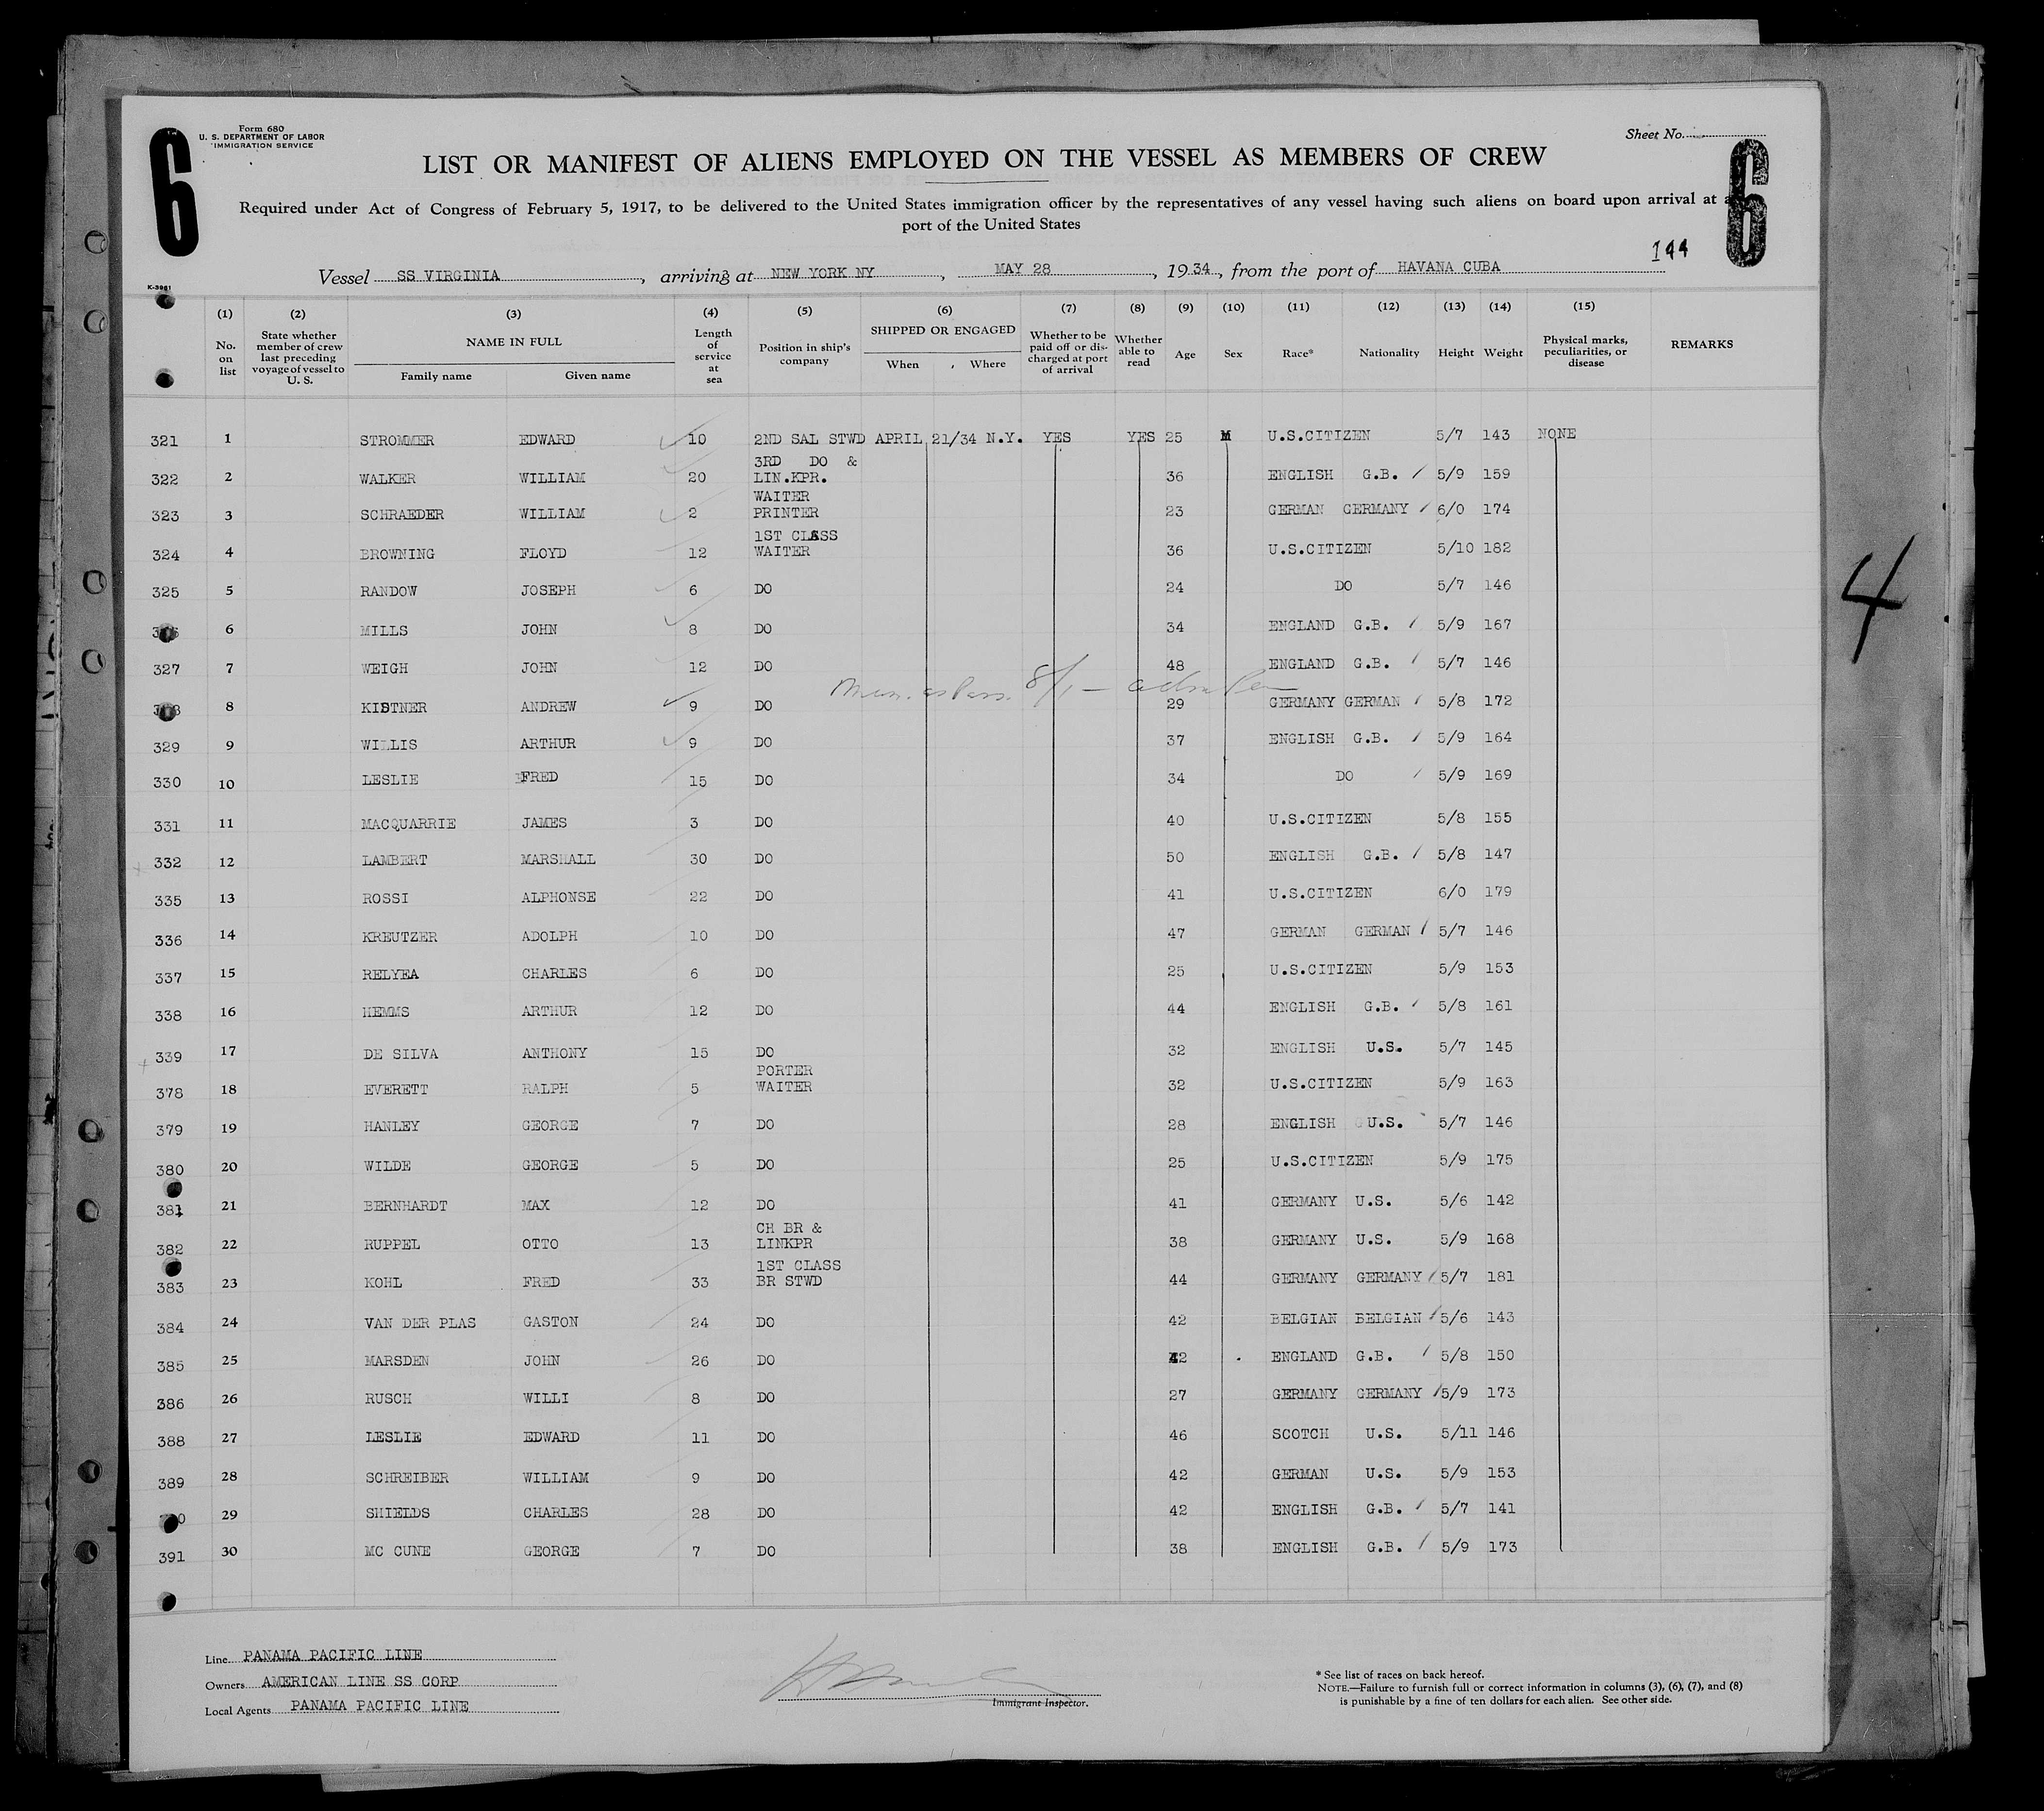 6
Form 680
U. S. DEPARTMENT OF LABOR
IMMIGRATION SERVICE
Sheet No.
6
LIST OR MANIFEST OF ALIENS EMPLOYED ON THE VESSEL AS MEMBERS OF CREW
Required under Act of Congress of February 5, 1917, to be delivered to the United States immigration officer by the representatives of any vessel having such aliens on board upon arrival at a
port of the United States
144
Vessel SS VIRGINIA, arriving at NEW YORK NY, MAY 28, 1934, from the port of HAVANA CUBA
K-3961
(1) (2) (3) (4) (5) (6) (7) (8) (9) (10) (11) (12) (13) (14) (15)
No. on list
State whether member of crew last preceding voyage of vessel to U. S.
NAME IN FULL
Family name Given name
Length of service at sea
Position in ship's company
SHIPPED OR ENGAGED
When Where
Whether to be paid off or discharged at port of arrival
Whether able to read
Age
Sex
Race*
Nationality
Height
Weight
Physical marks, peculiarities, or disease
REMARKS
321 1 STROMMER EDWARD 10 2ND SAL STWD APRIL 21/34 N.Y. YES YES 25 M U.S.CITIZEN 5/7 143 NONE
322 2 WALKER WILLIAM 20 3RD DO & LIN.KPR. 36 ENGLISH G.B. 5/9 159
323 3 SCHRAEDER WILLIAM 2 WAITER PRINTER 23 GERMAN GERMANY 6/0 174
324 4 BROWNING FLOYD 12 1ST CLASS WAITER 36 U.S.CITIZEN 5/10 182
325 5 RANDOW JOSEPH 6 DO 24 DO 5/7 146
6 MILLS JOHN 8 DO 34 ENGLAND G.B. 5/9 167
327 7 WEIGH JOHN 12 DO 48 ENGLAND G.B. 5/7 146
8 KISTNER ANDREW 9 DO 29 GERMANY GERMAN 5/8 172
329 9 WILLIS ARTHUR 9 DO 37 ENGLISH G.B. 5/9 164
330 10 LESLIE FRED 15 DO 34 DO 5/9 169
331 11 MACQUARRIE JAMES 3 DO 40 U.S.CITIZEN 5/8 155
332 12 LAMBERT MARSHALL 30 DO 50 ENGLISH G.B. 5/8 147
335 13 ROSSI ALPHONSE 22 DO 41 U.S.CITIZEN 6/0 179
336 14 KREUTZER ADOLPH 10 DO 47 GERMAN GERMAN 5/7 146
337 15 RELYEA CHARLES 6 DO 25 U.S.CITIZEN 5/9 153
338 16 HEMMS ARTHUR 12 DO 44 ENGLISH G.B. 5/8 161
339 17 DE SILVA ANTHONY 15 DO 32 ENGLISH U.S. 5/7 145
378 18 EVERETT RALPH 5 PORTER WAITER 32 U.S.CITIZEN 5/9 163
379 19 HANLEY GEORGE 7 DO 28 ENGLISH U.S. 5/7 146
380 20 WILDE GEORGE 5 DO 25 U.S.CITIZEN 5/9 175
381 21 BERNHARDT MAX 12 DO 41 GERMANY U.S. 5/6 142
382 22 RUPPEL OTTO 13 CH BR & LINKPR 38 GERMANY U.S. 5/9 168
383 23 KOHL FRED 33 1ST CLASS BR STWD 44 GERMANY GERMANY 5/7 181
384 24 VAN DER PLAS GASTON 24 DO 42 BELGIAN BELGIAN 5/6 143
385 25 MARSDEN JOHN 26 DO 42 ENGLAND G.B. 5/8 150
386 26 RUSCH WILLI 8 DO 27 GERMANY GERMANY 5/9 173
388 27 LESLIE EDWARD 11 DO 46 SCOTCH U.S. 5/11 146
389 28 SCHREIBER WILLIAM 9 DO 42 GERMAN U.S. 5/9 153
29 SHIELDS CHARLES 28 DO 42 ENGLISH G.B. 5/7 141
391 30 MC CUNE GEORGE 7 DO 38 ENGLISH G.B. 5/9 173
4
Line PANAMA PACIFIC LINE
Owners AMERICAN LINE SS CORP
Local Agents PANAMA PACIFIC LINE
Immigrant Inspector.
* See list of races on back hereof.
NOTE.—Failure to furnish full or correct information in columns (3), (6), (7), and (8)
is punishable by a fine of ten dollars for each alien. See other side.